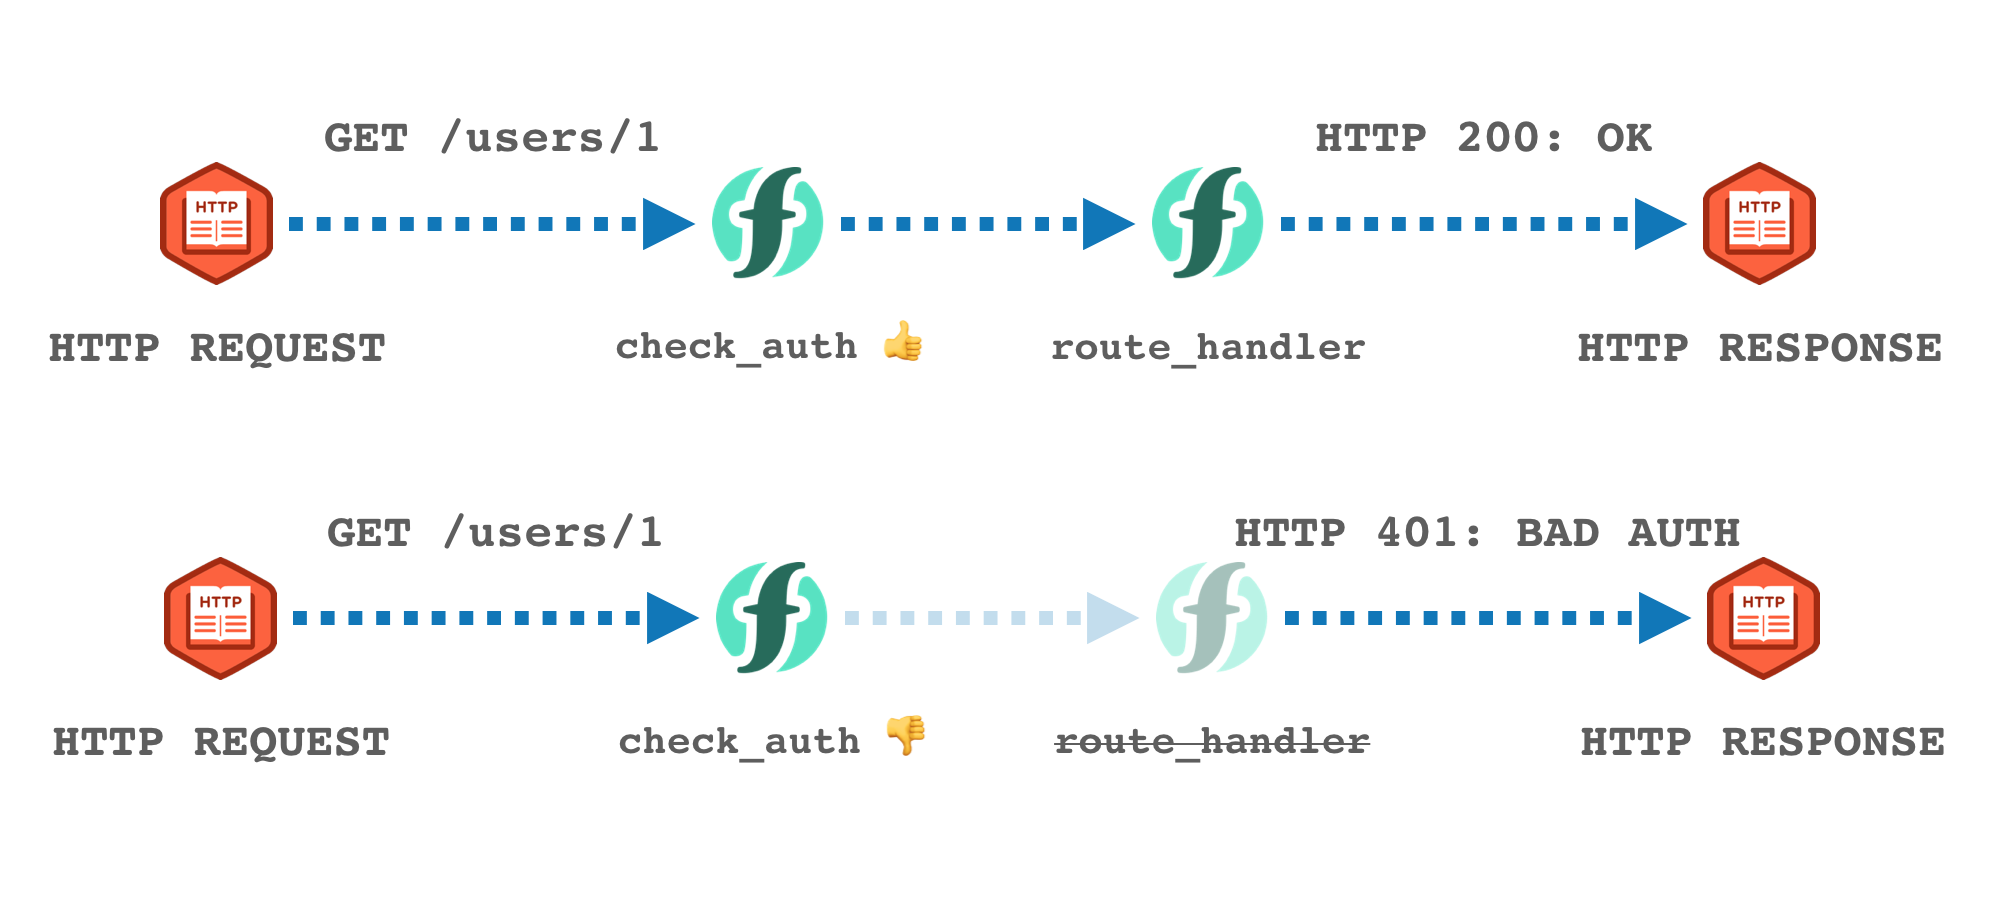 GET /users/1
HTTP 200: OK
HTTP
HTTP
HTTP REQUEST
check_auth 👍
route_handler
HTTP RESPONSE
GET /users/1
HTTP 401: BAD AUTH
HTTP
HTTP
HTTP REQUEST
check_auth 👎
route_handler
HTTP RESPONSE